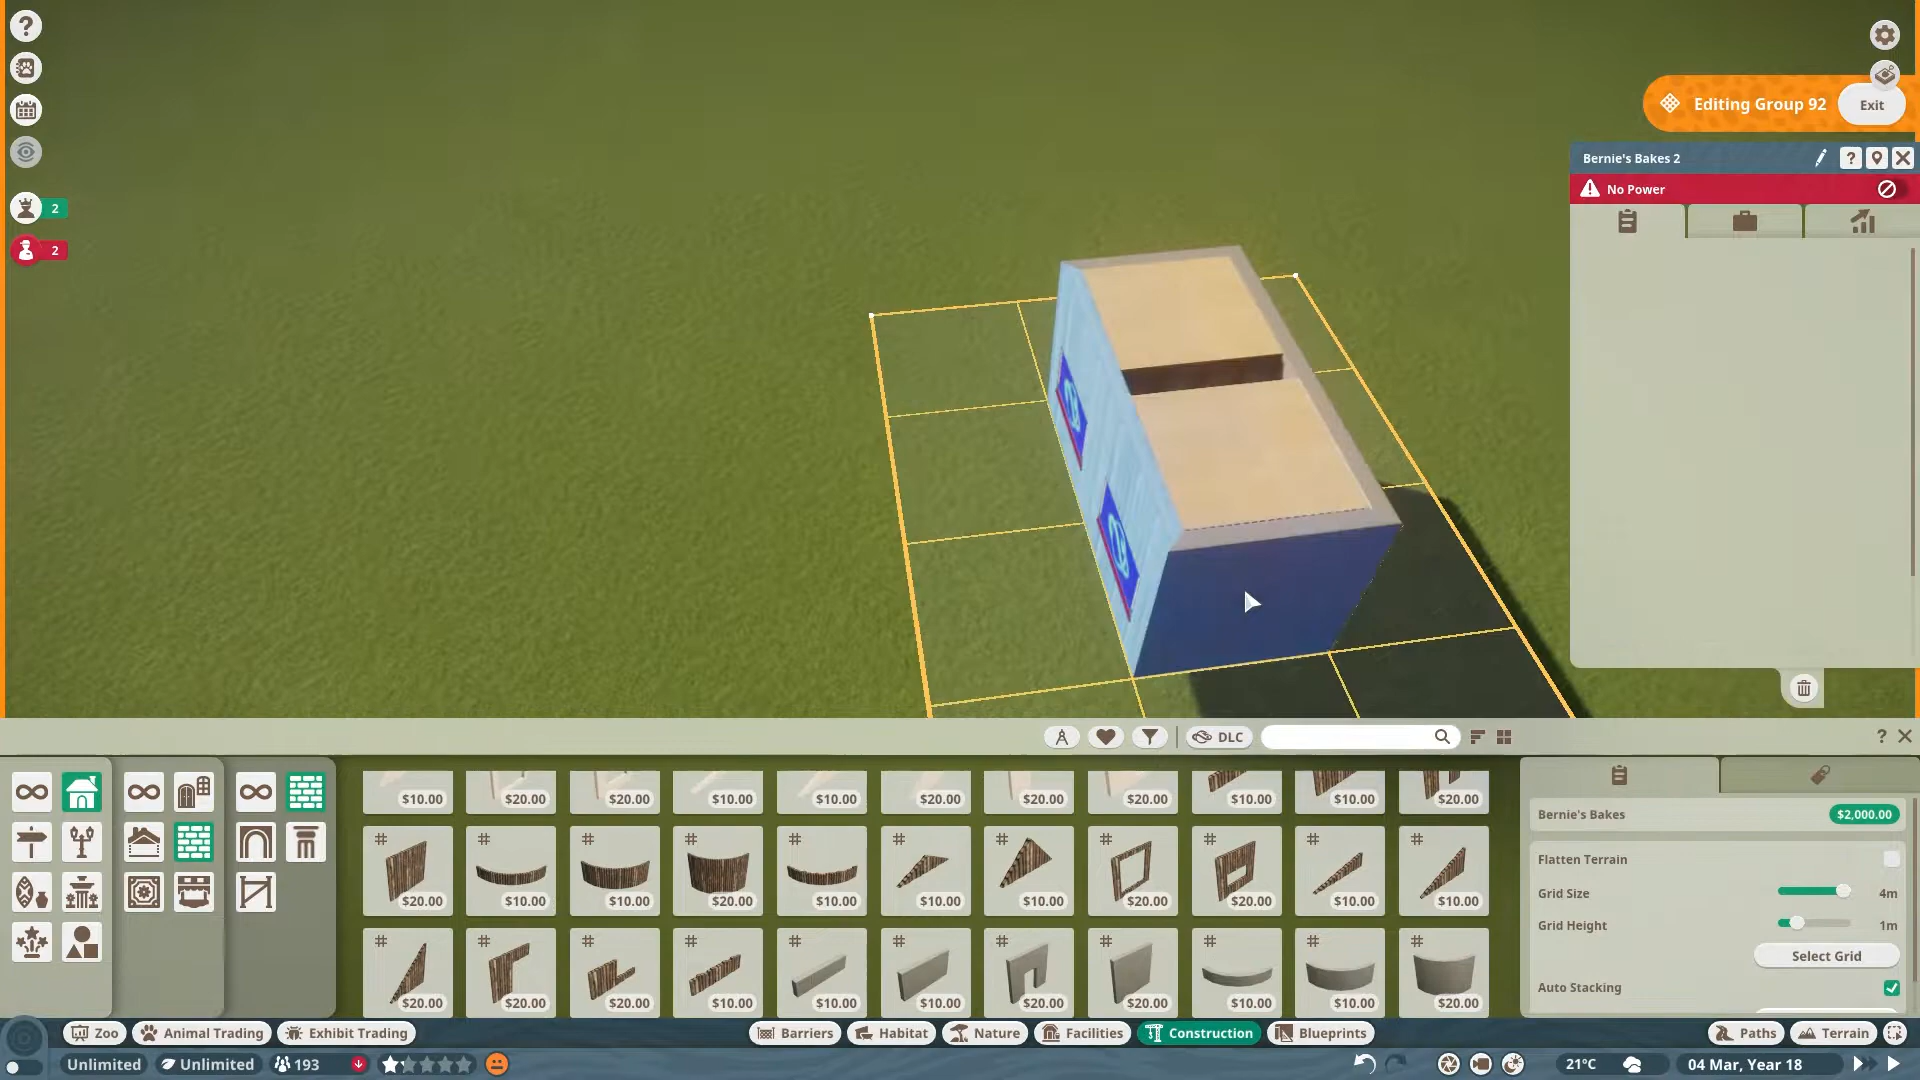 Editing Group 92
Exit
Bernie's Bakes 2
No Power
2
2
DLC
$10.00 $20.00 $20.00 $10.00 $10.00 $20.00 $20.00 $20.00 $10.00 $10.00 $20.00
$20.00 $10.00 $10.00 $20.00 $10.00 $10.00 $10.00 $20.00 $20.00 $10.00 $10.00
$20.00 $20.00 $20.00 $10.00 $10.00 $10.00 $20.00 $20.00 $10.00 $10.00 $20.00
Bernie's Bakes $2,000.00
Flatten Terrain
Grid Size 4m
Grid Height 1m
Select Grid
Auto Stacking
Zoo Animal Trading Exhibit Trading Barriers Habitat Nature Facilities Construction Blueprints Paths Terrain
Unlimited Unlimited 193 21°C 04 Mar, Year 18